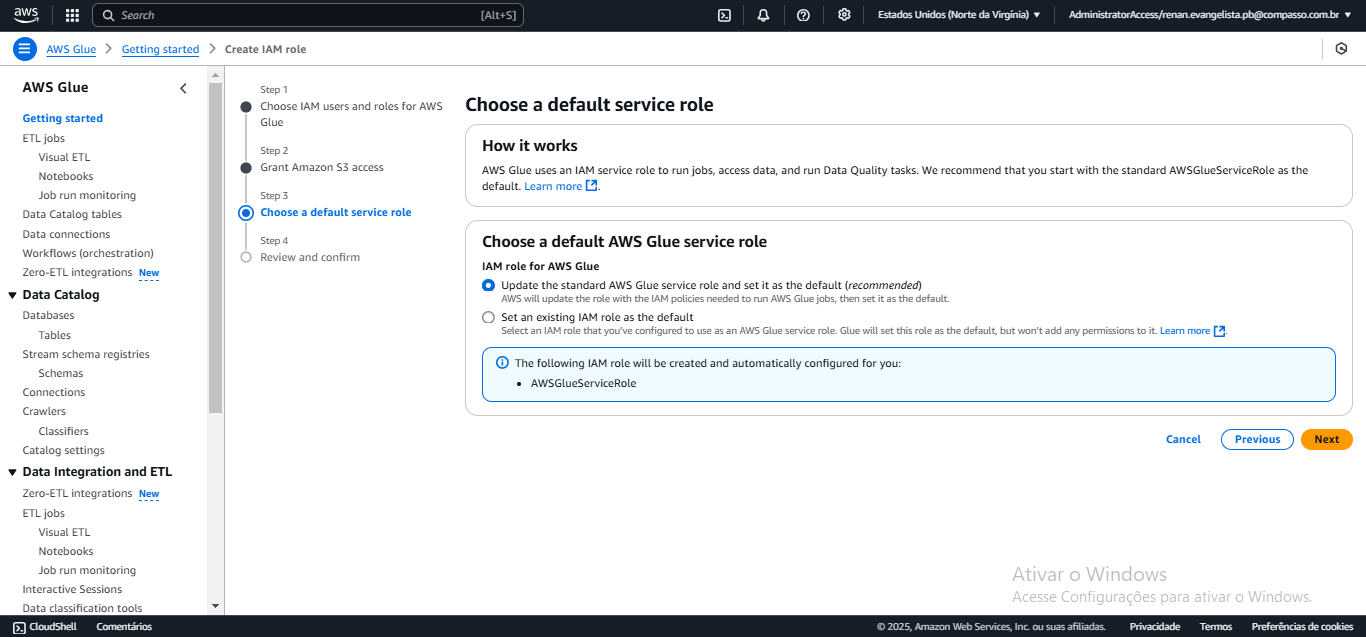 aws
Search
[Alt+S]
Estados Unidos (Norte da Virgínia)
AdministratorAccess/renan.evangelista.pb@compasso.com.br
AWS Glue
Getting started
Create IAM role
AWS Glue
Getting started
ETL jobs
Visual ETL
Notebooks
Job run monitoring
Data Catalog tables
Data connections
Workflows (orchestration)
Zero-ETL integrations New
Data Catalog
Databases
Tables
Stream schema registries
Schemas
Connections
Crawlers
Classifiers
Catalog settings
Data Integration and ETL
Zero-ETL integrations New
ETL jobs
Visual ETL
Notebooks
Job run monitoring
Interactive Sessions
Data classification tools
Step 1
Choose IAM users and roles for AWS
Glue
Step 2
Grant Amazon S3 access
Step 3
Choose a default service role
Step 4
Review and confirm
Choose a default service role
How it works
AWS Glue uses an IAM service role to run jobs, access data, and run Data Quality tasks. We recommend that you start with the standard AWSGlueServiceRole as the
default. Learn more.
Choose a default AWS Glue service role
IAM role for AWS Glue
Update the standard AWS Glue service role and set it as the default (recommended)
AWS will update the role with the IAM policies needed to run AWS Glue jobs, then set it as the default.
Set an existing IAM role as the default
Select an IAM role that you've configured to use as an AWS Glue service role. Glue will set this role as the default, but won't add any permissions to it. Learn more.
The following IAM role will be created and automatically configured for you:
• AWSGlueServiceRole
Cancel
Previous
Next
Ativar o Windows
Acesse Configurações para ativar o Windows.
CloudShell
Comentários
© 2025, Amazon Web Services, Inc. ou suas afiliadas.
Privacidade
Termos
Preferências de cookies